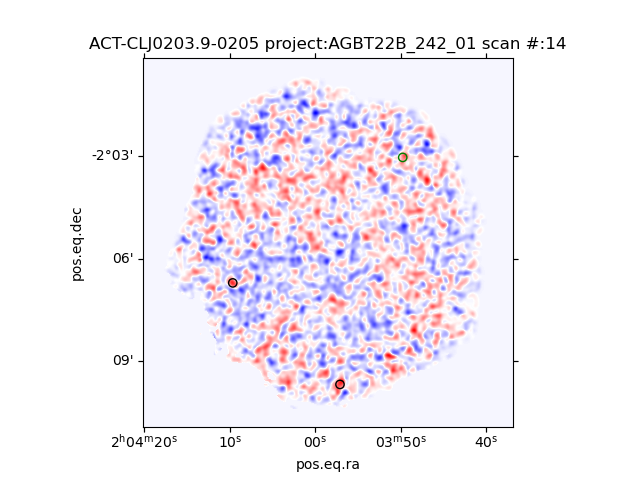 ACT-CLJ0203.9-0205 project:AGBT22B_242_01 scan #:14
-2°03'
06'
09'
pos.eq.dec
2h04m20s 10s 00s 03m50s 40s
pos.eq.ra